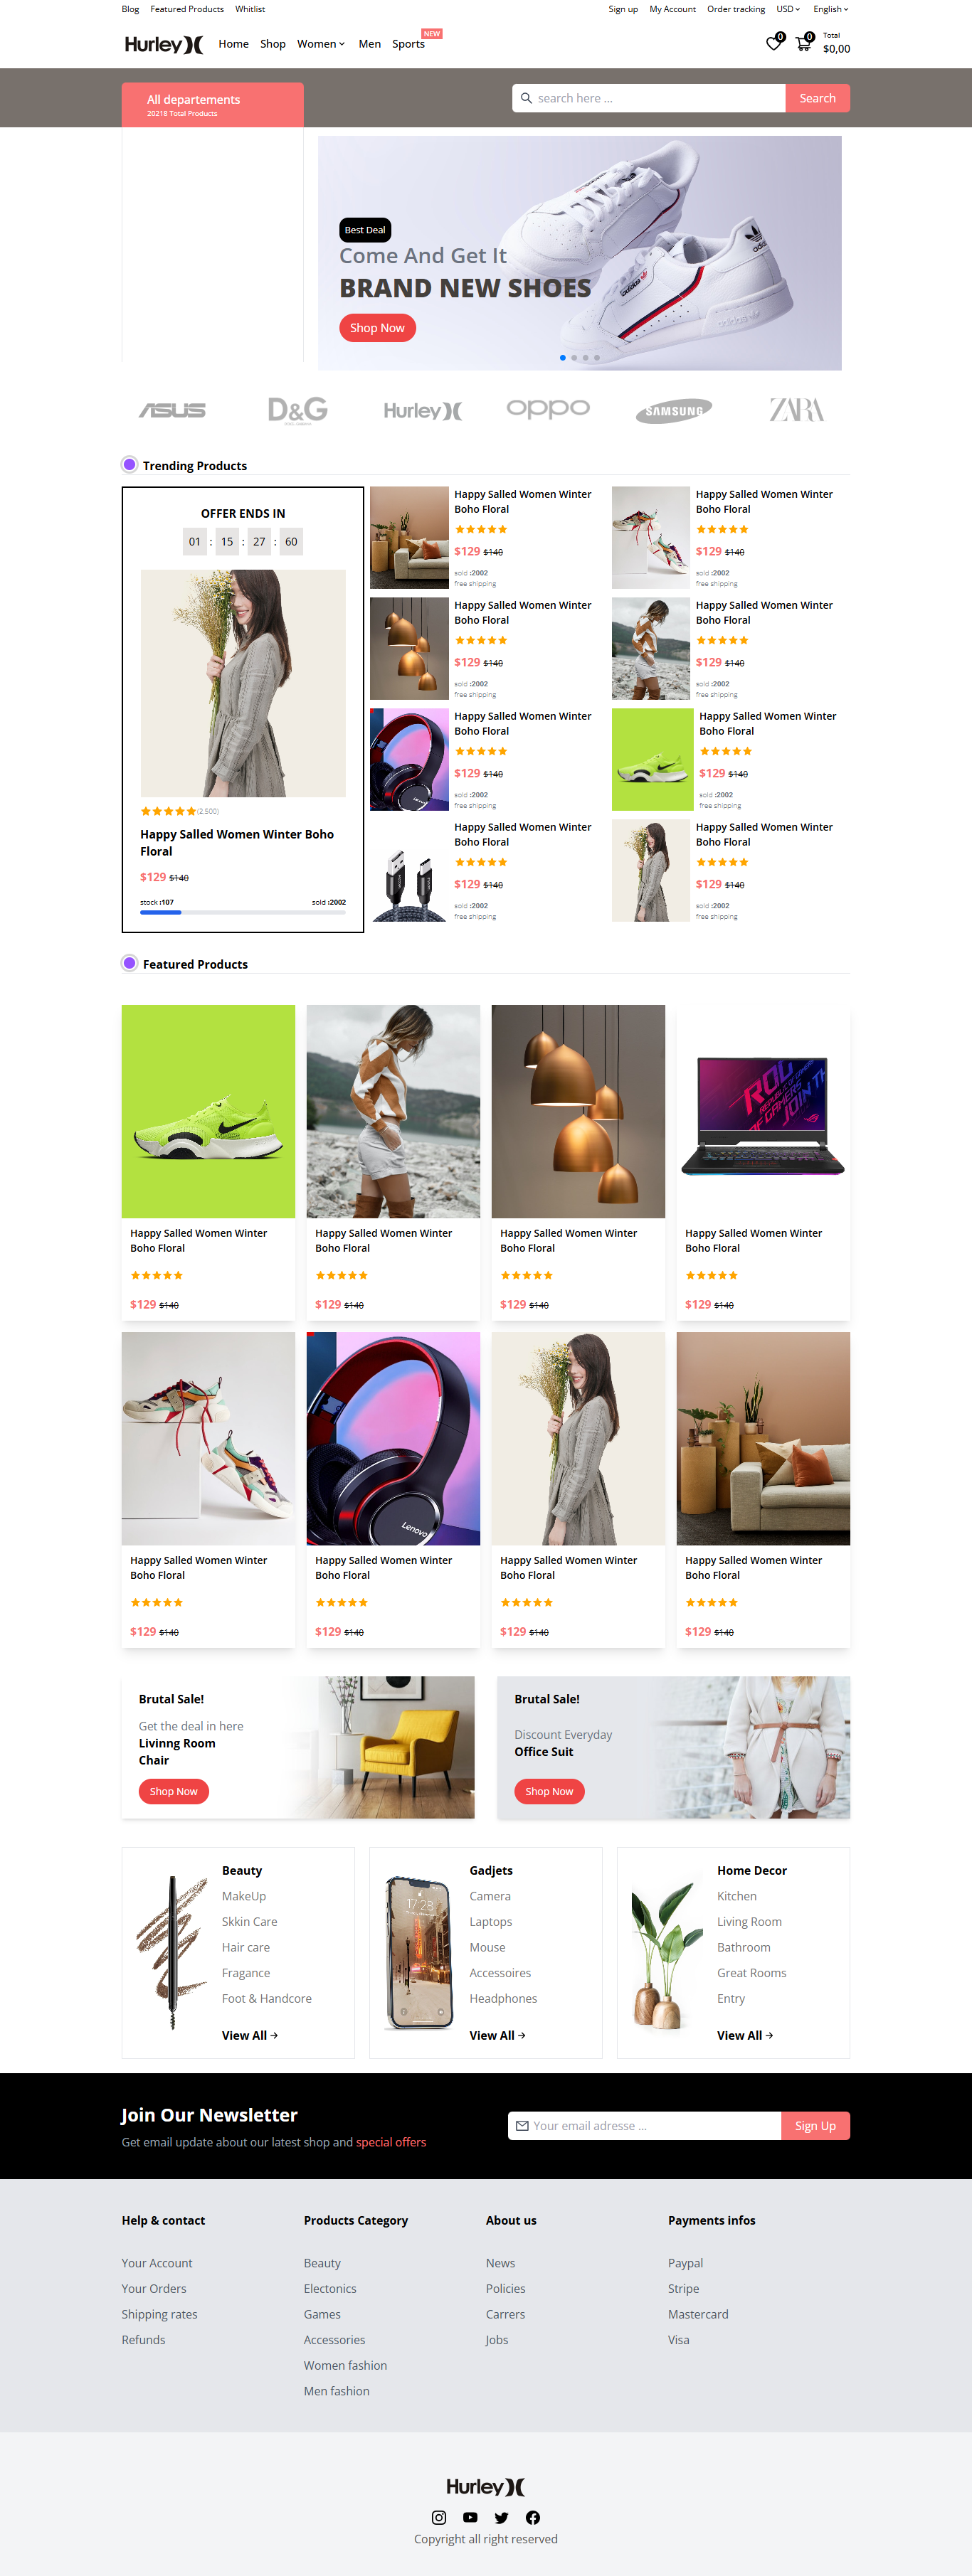 Blog Featured Products Whitlist
Sign up My Account Order tracking USD English
Hurley
Home Shop Women Men Sports
NEW
0
0
Total
$0,00
All departements
20218 Total Products
search here ...
Search
Best Deal
Come And Get It
BRAND NEW SHOES
Shop Now
adidas
adidas
ASUS
D&G
Hurley
oppo
SAMSUNG
ZARA
Trending Products
OFFER ENDS IN
01 : 15 : 27 : 60
(2,500)
Happy Salled Women Winter Boho
Floral
$129 $140
stock :107
sold :2002
Happy Salled Women Winter
Boho Floral
$129 $140
sold :2002
free shipping
Happy Salled Women Winter
Boho Floral
$129 $140
sold :2002
free shipping
Happy Salled Women Winter
Boho Floral
$129 $140
sold :2002
free shipping
Happy Salled Women Winter
Boho Floral
$129 $140
sold :2002
free shipping
Happy Salled Women Winter
Boho Floral
$129 $140
sold :2002
free shipping
Happy Salled Women Winter
Boho Floral
$129 $140
sold :2002
free shipping
Happy Salled Women Winter
Boho Floral
$129 $140
sold :2002
free shipping
Happy Salled Women Winter
Boho Floral
$129 $140
sold :2002
free shipping
Featured Products
Happy Salled Women Winter
Boho Floral
$129 $140
Happy Salled Women Winter
Boho Floral
$129 $140
Happy Salled Women Winter
Boho Floral
$129 $140
ROG
REPUBLIC OF GAMERS
JOIN TH
OF GAMERS
Happy Salled Women Winter
Boho Floral
$129 $140
Happy Salled Women Winter
Boho Floral
$129 $140
Lenovo
Happy Salled Women Winter
Boho Floral
$129 $140
Happy Salled Women Winter
Boho Floral
$129 $140
Happy Salled Women Winter
Boho Floral
$129 $140
Brutal Sale!
Get the deal in here
Livinng Room
Chair
Shop Now
Brutal Sale!
Discount Everyday
Office Suit
Shop Now
Beauty
MakeUp
Skkin Care
Hair care
Fragance
Foot & Handcore
View All
17:28
Gadjets
Camera
Laptops
Mouse
Accessoires
Headphones
View All
Home Decor
Kitchen
Living Room
Bathroom
Great Rooms
Entry
View All
Join Our Newsletter
Get email update about our latest shop and special offers
Your email adresse ...
Sign Up
Help & contact
Your Account
Your Orders
Shipping rates
Refunds
Products Category
Beauty
Electonics
Games
Accessories
Women fashion
Men fashion
About us
News
Policies
Carrers
Jobs
Payments infos
Paypal
Stripe
Mastercard
Visa
Hurley
Copyright all right reserved